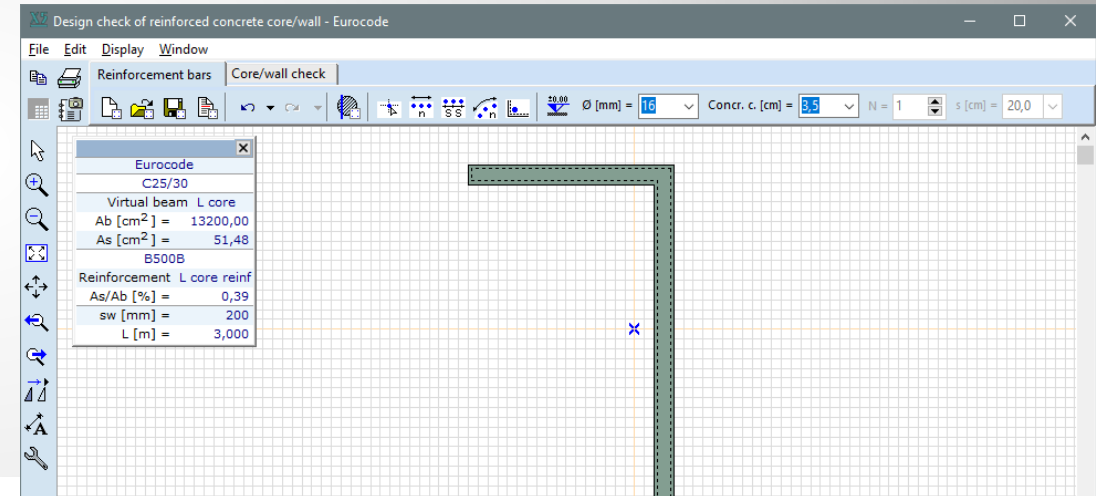 Design check of reinforced concrete core/wall - Eurocode
File Edit Display Window
Reinforcement bars Core/wall check
Ø [mm] = 16 Concr. c. [cm] = 3,5 N = 1 s [cm] = 20,0
Eurocode
C25/30
Virtual beam L core
Ab [cm2] = 13200,00
As [cm2] = 51,48
B500B
Reinforcement L core reinf
As/Ab [%] = 0,39
sw [mm] = 200
L [m] = 3,000